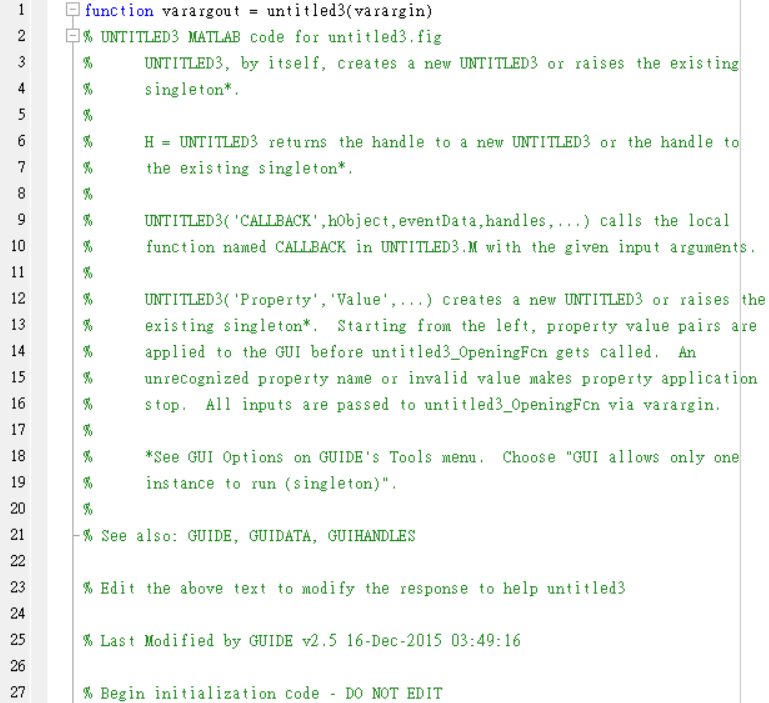 1 function varargout = untitled3(varargin)
2 % UNTITLED3 MATLAB code for untitled3.fig
3 % UNTITLED3, by itself, creates a new UNTITLED3 or raises the existing
4 % singleton*.
5 %
6 % H = UNTITLED3 returns the handle to a new UNTITLED3 or the handle to
7 % the existing singleton*.
8 %
9 % UNTITLED3('CALLBACK',hObject,eventData,handles,...) calls the local
10 % function named CALLBACK in UNTITLED3.M with the given input arguments.
11 %
12 % UNTITLED3('Property','Value',...) creates a new UNTITLED3 or raises the
13 % existing singleton*.  Starting from the left, property value pairs are
14 % applied to the GUI before untitled3_OpeningFcn gets called.  An
15 % unrecognized property name or invalid value makes property application
16 % stop.  All inputs are passed to untitled3_OpeningFcn via varargin.
17 %
18 % *See GUI Options on GUIDE's Tools menu.  Choose "GUI allows only one
19 % instance to run (singleton)".
20 %
21 % See also: GUIDE, GUIDATA, GUIHANDLES
22
23 % Edit the above text to modify the response to help untitled3
24
25 % Last Modified by GUIDE v2.5 16-Dec-2015 03:49:16
26
27 % Begin initialization code - DO NOT EDIT